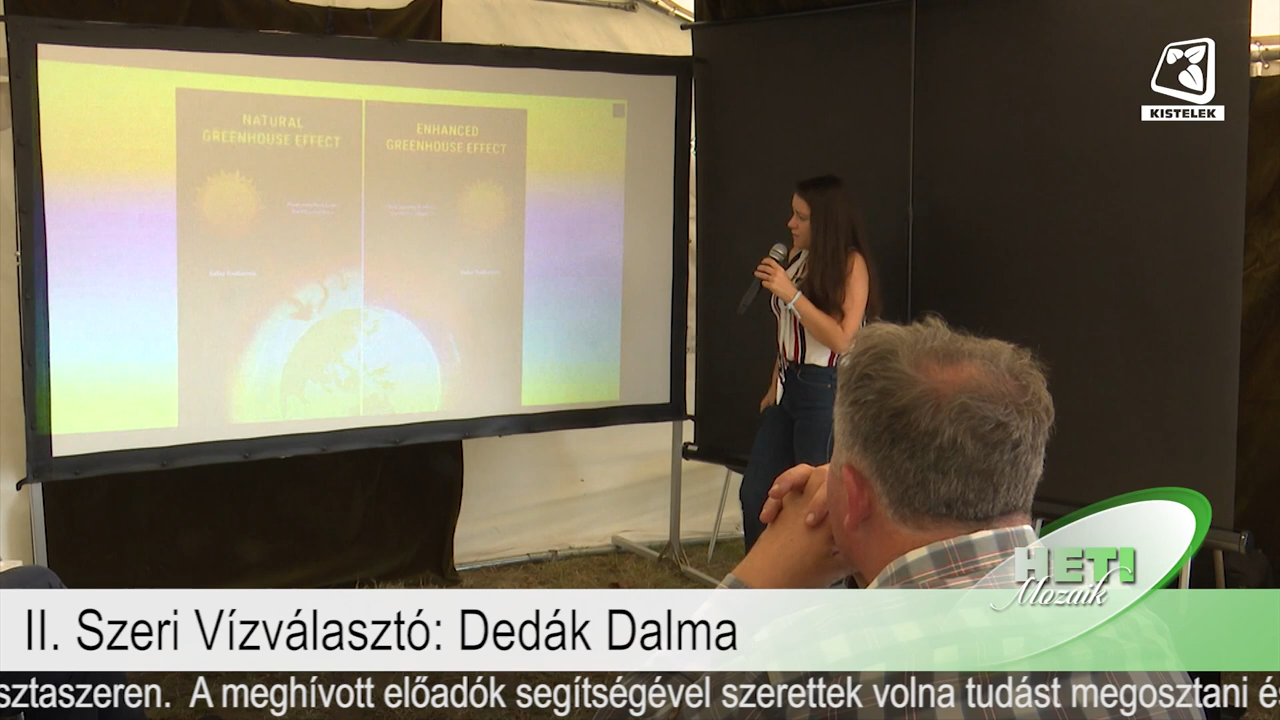 NATURAL
GREENHOUSE EFFECT
ENHANCED
GREENHOUSE EFFECT
KISTELEK
HETI
Mozaik
II. Szeri Vízválasztó: Dedák Dalma
sztaszeren. A meghívott előadók segítségével szerettek volna tudást megosztani és